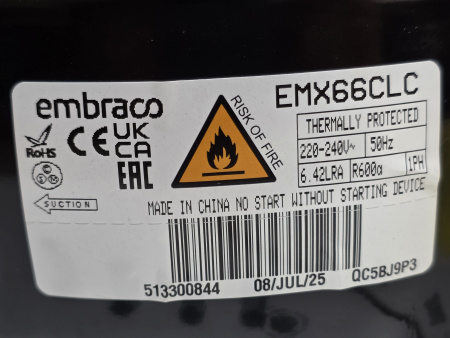 embraco
EMX66CLC
RISK OF FIRE
RoHS
CE UK
CA
EAC
THERMALLY PROTECTED
220-240V~ 50Hz
6.42LRA R600a 1PH
SUCTION
MADE IN CHINA NO START WITHOUT STARTING DEVICE
513300844 08/JUL/25 QC5BJ9P3